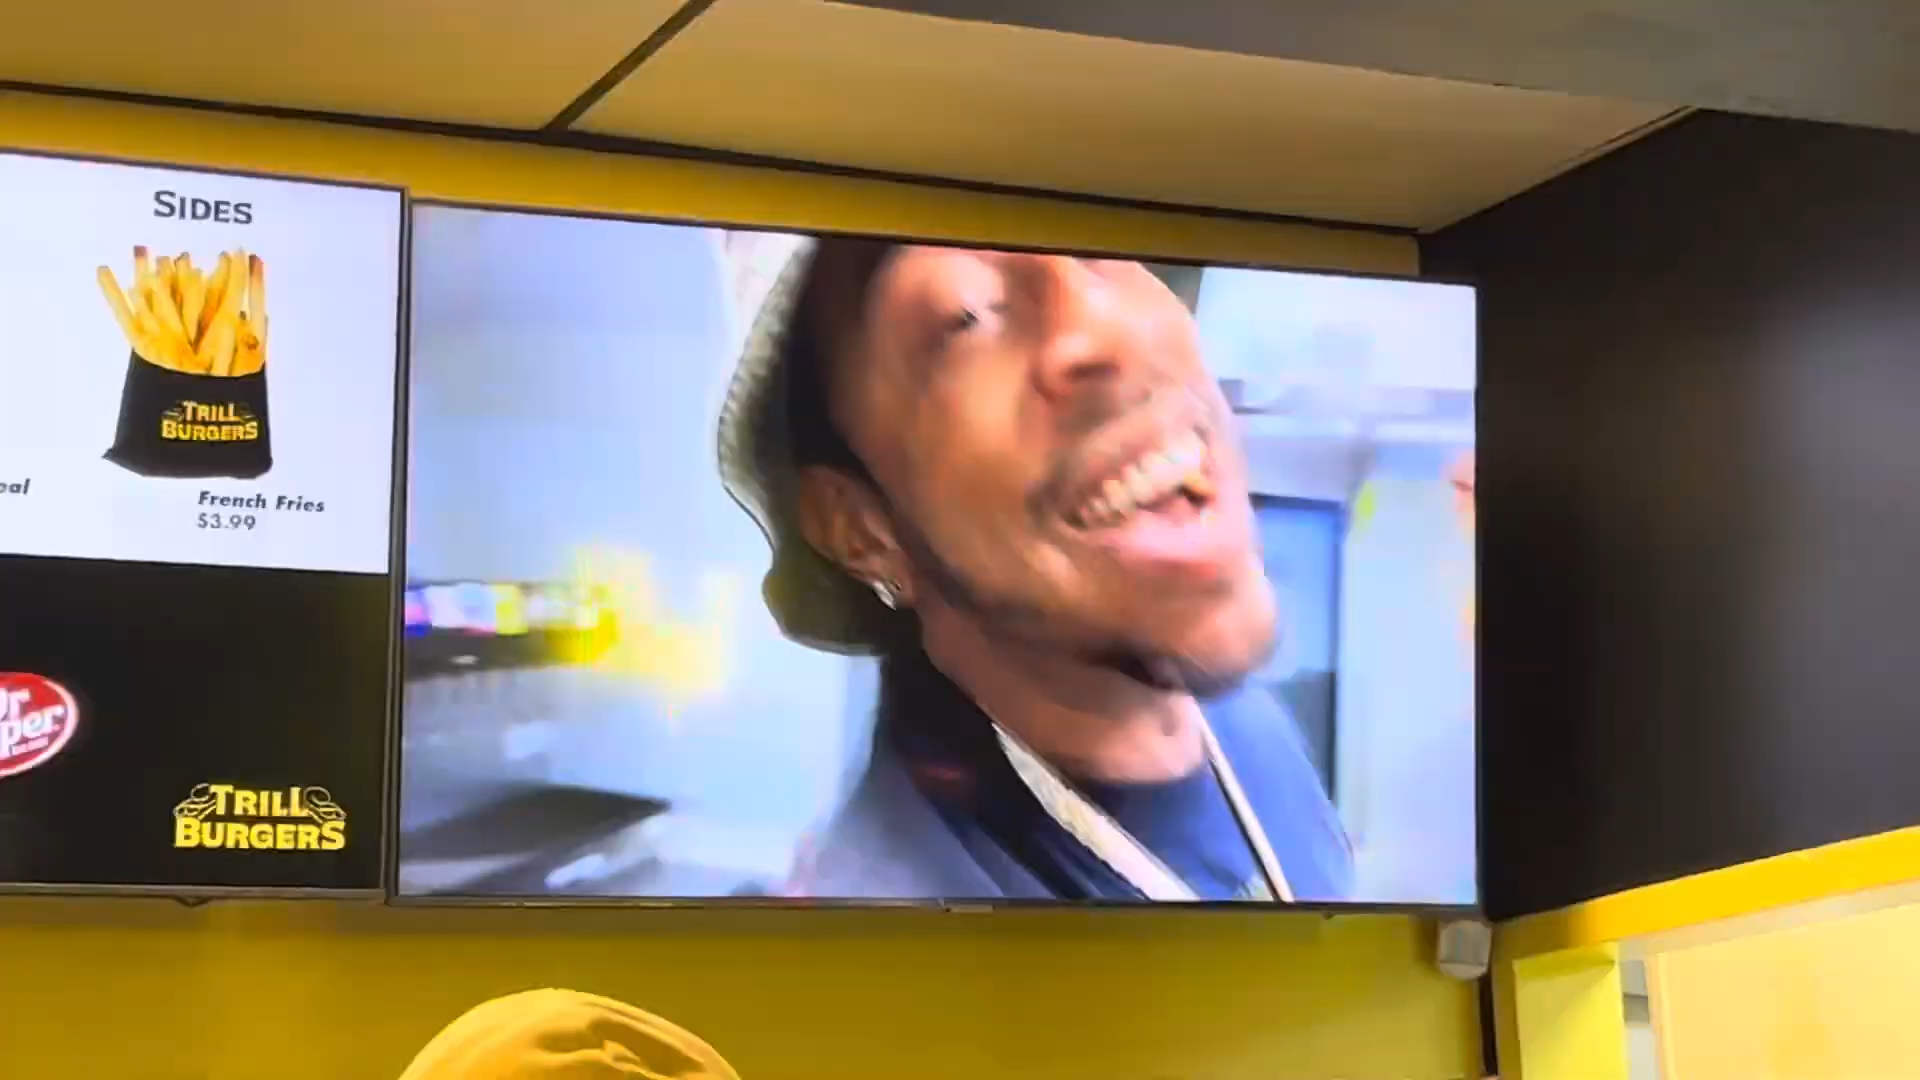 SIDES
TRILL
BURGERS
French Fries
$3.99
TRILL
BURGERS